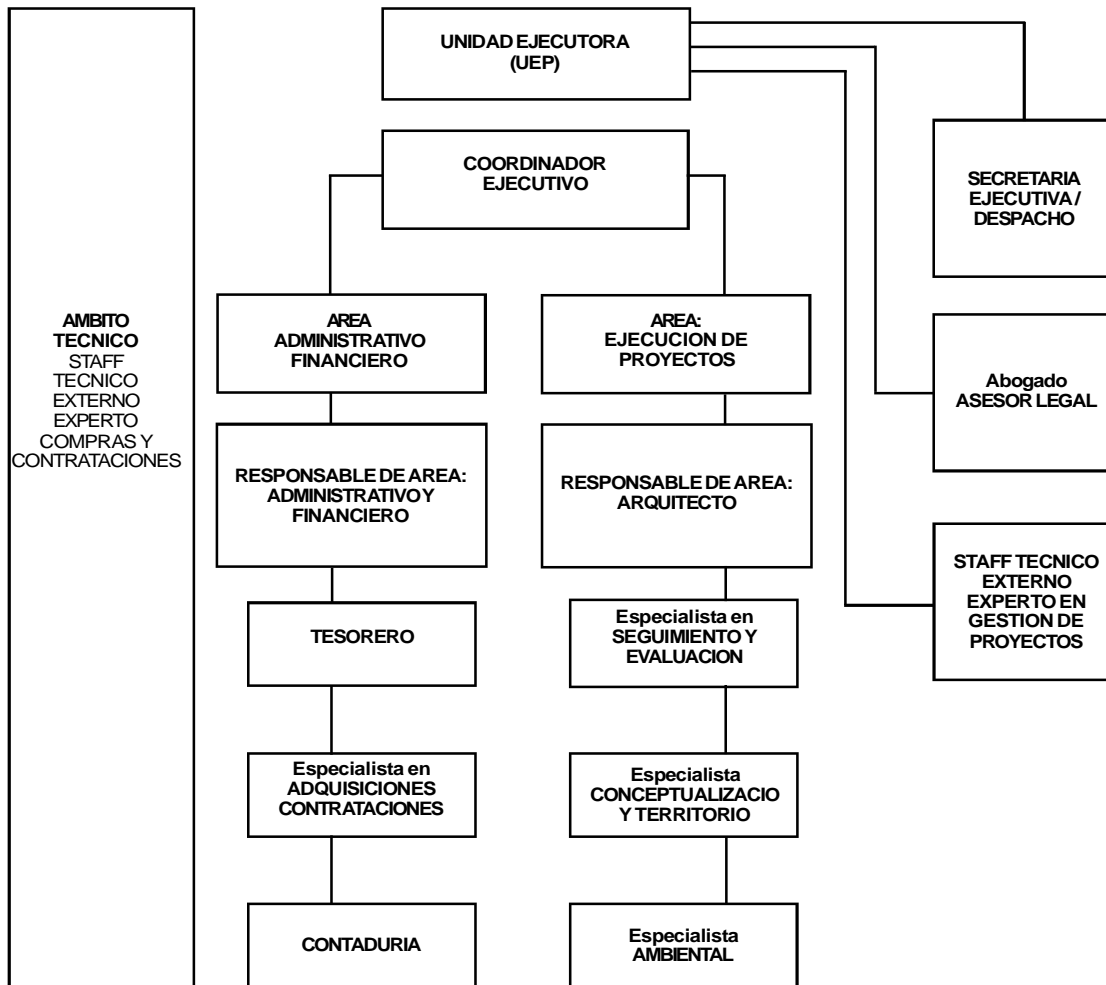 UNIDAD EJECUTORA
(UEP)
COORDINADOR
EJECUTIVO
SECRETARIA
EJECUTIVA /
DESPACHO
AMBITO
TECNICO
STAFF
TECNICO
EXTERNO
EXPERTO
COMPRAS Y
CONTRATACIONES
AREA
ADMINISTRATIVO
FINANCIERO
AREA:
EJECUCION DE
PROYECTOS
Abogado
ASESOR LEGAL
RESPONSABLE DE AREA:
ADMINISTRATIVO Y
FINANCIERO
RESPONSABLE DE AREA:
ARQUITECTO
STAFF TECNICO
EXTERNO
EXPERTO EN
GESTION DE
PROYECTOS
TESORERO
Especialista en
SEGUIMIENTO Y
EVALUACION
Especialista en
ADQUISICIONES
CONTRATACIONES
Especialista
CONCEPTUALIZACIO
Y TERRITORIO
CONTADURIA
Especialista
AMBIENTAL